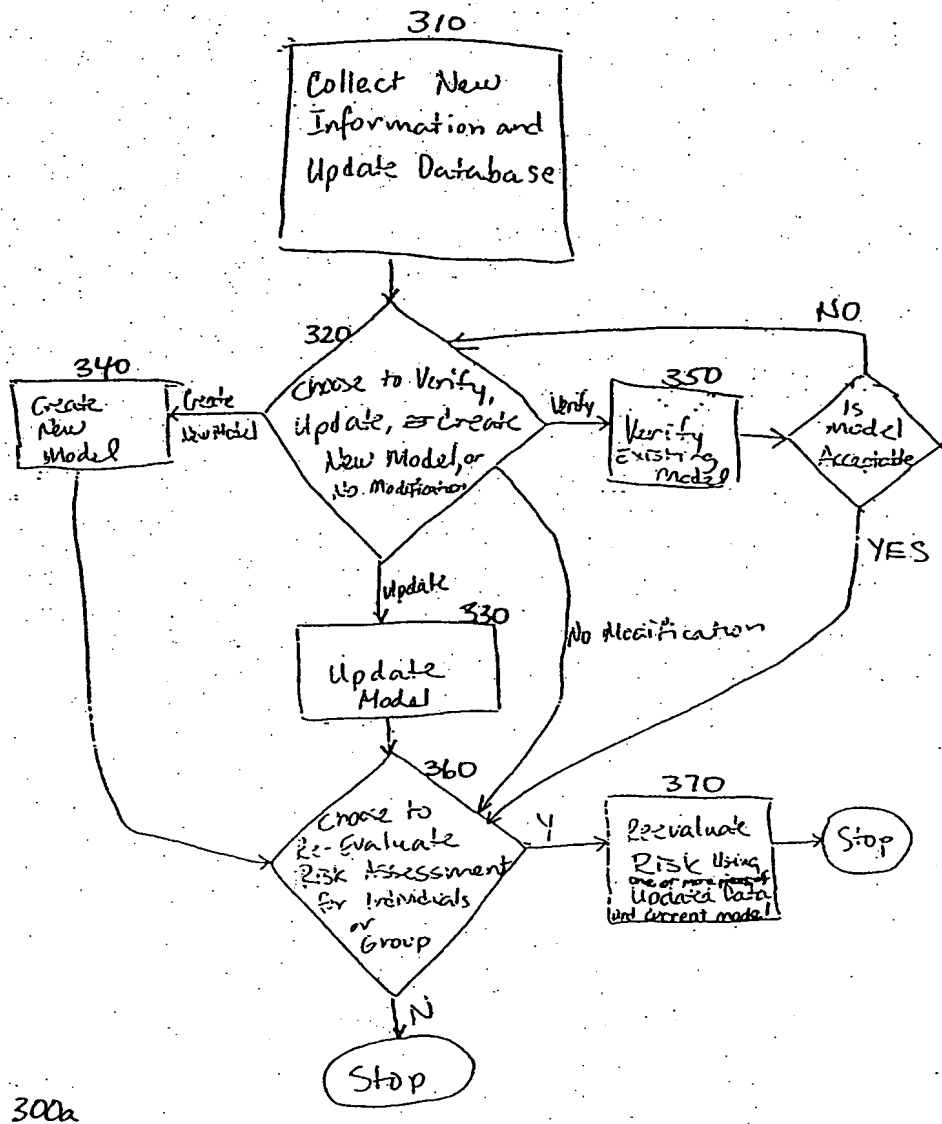 310
Collect New
Information and
Update Database
320
Choose to Verify,
Update, or Create
New Model, or
No Modification
340
Create
New
Model
Create
New Model
Verify
350
Verify
Existing
Model
NO
Is
Model
Acceptable
YES
Update
330
Update
Model
No Modification
360
Choose to
Re-Evaluate
Risk Assessment
for Individuals
or
Group
Y
370
Reevaluate
Risk Using
one or more pieces of
Updated Data
and current model
Stop
N
Stop
300a